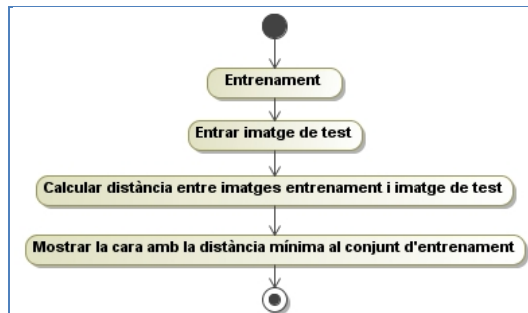 Entrenament
Entrar imatge de test
Calcular distància entre imatges entrenament i imatge de test
Mostrar la cara amb la distància mínima al conjunt d'entrenament